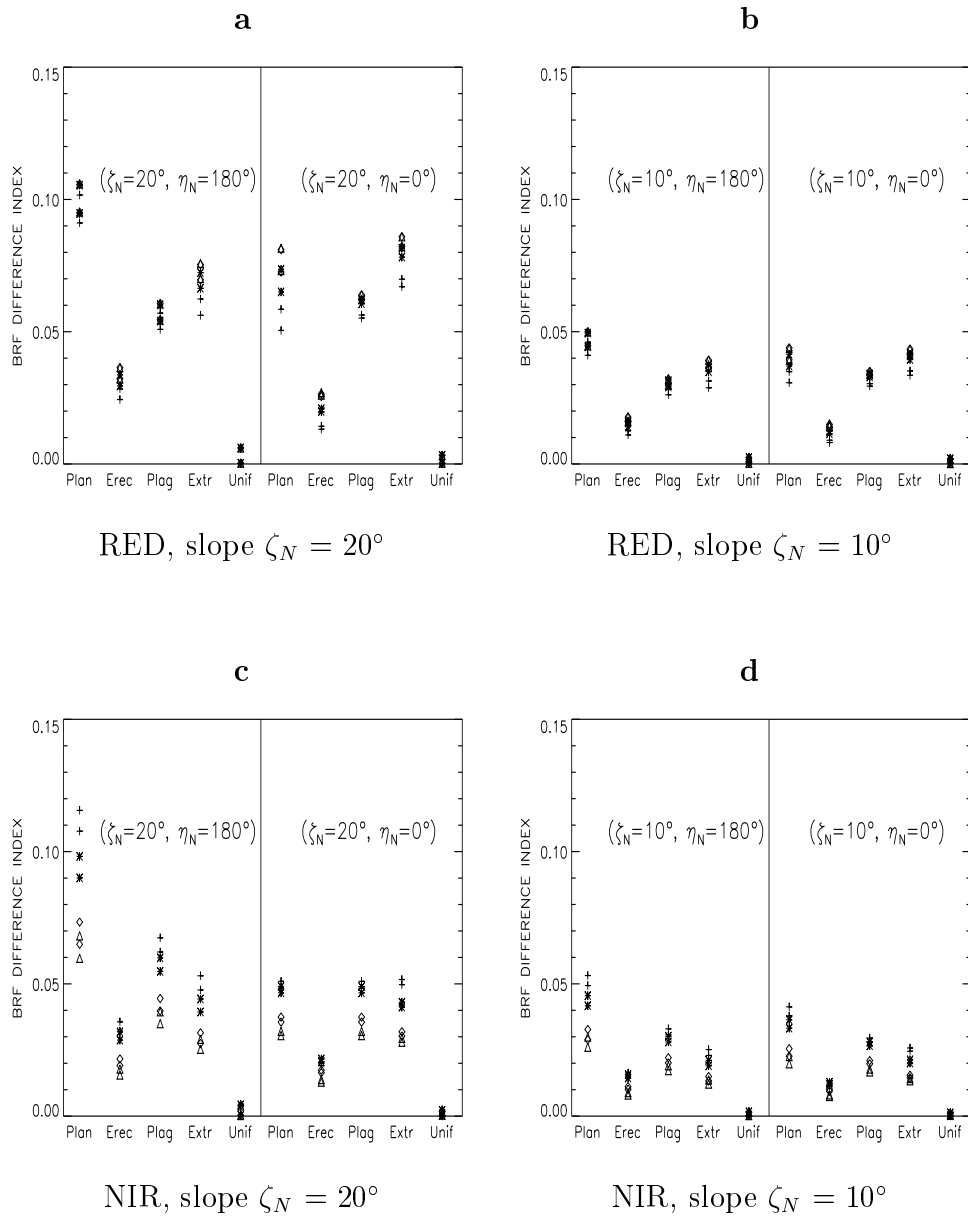 a
BRF DIFFERENCE INDEX
0.15
0.10
0.05
0.00
(ζN=20°, ηN=180°)
(ζN=20°, ηN=0°)
Plan Erec Plag Extr Unif Plan Erec Plag Extr Unif
RED, slope ζN = 20°
b
BRF DIFFERENCE INDEX
0.15
0.10
0.05
0.00
(ζN=10°, ηN=180°)
(ζN=10°, ηN=0°)
Plan Erec Plag Extr Unif Plan Erec Plag Extr Unif
RED, slope ζN = 10°
c
BRF DIFFERENCE INDEX
0.15
0.10
0.05
0.00
(ζN=20°, ηN=180°)
(ζN=20°, ηN=0°)
Plan Erec Plag Extr Unif Plan Erec Plag Extr Unif
NIR, slope ζN = 20°
d
BRF DIFFERENCE INDEX
0.15
0.10
0.05
0.00
(ζN=10°, ηN=180°)
(ζN=10°, ηN=0°)
Plan Erec Plag Extr Unif Plan Erec Plag Extr Unif
NIR, slope ζN = 10°